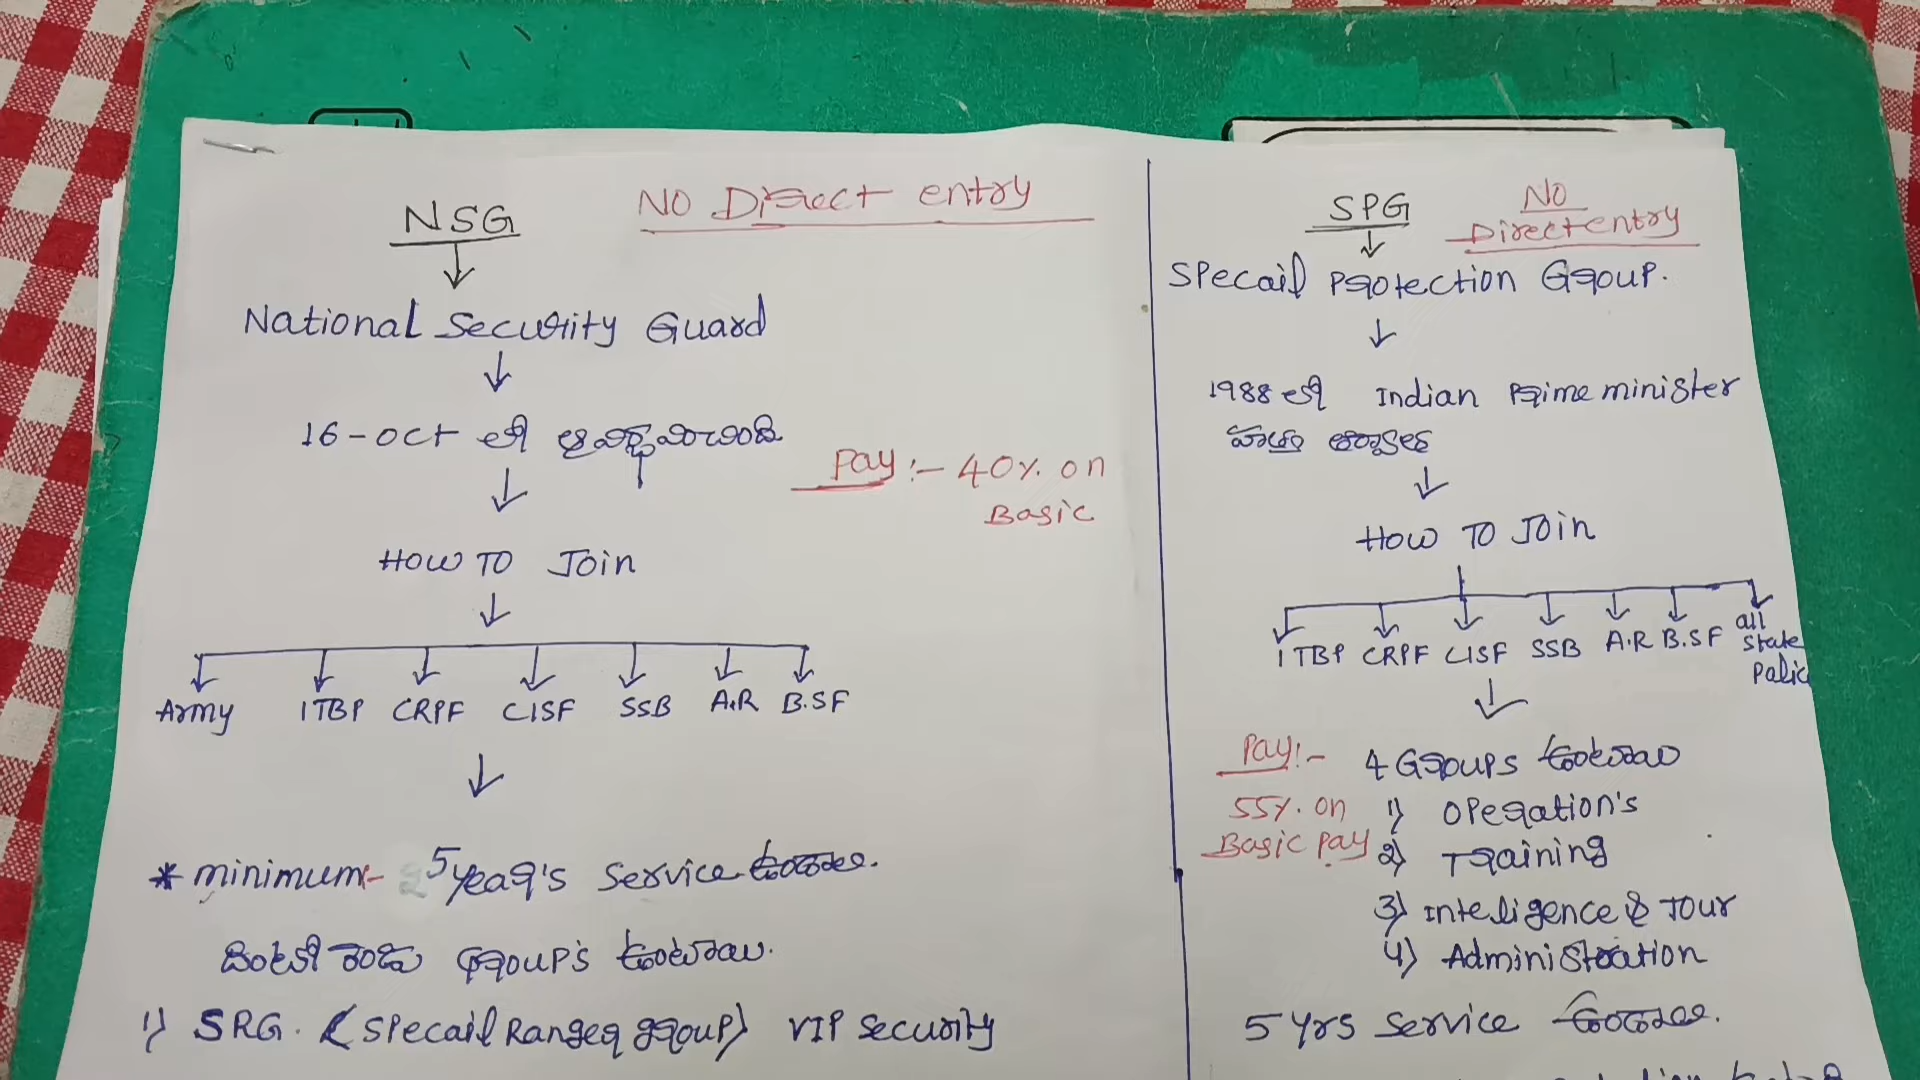 NSG
NO Direct entry
National Security Guard
16-oct లో
Pay :- 40% on
Basic
HOW TO Join
Army ITBP CRPF CISF SSB A.R B.SF
* minimum- 5 year's service ఉండాలి.
దింట్లో రెండు group's ఉంటాయి.
1) SRG. (Specail Ranger group) VIP security
SPG
NO
Direct entry
Specail Protection Group.
1988 లో Indian Prime minister
HOW TO Join
ITBP CRPF CISF SSB A.R B.SF all
state
Polic
Pay:-
55% on
Basic pay
4 Groups ఉంటాయి
1) Operation's
2) Training
3) Inteligence & Tour
4) Administration
5 yrs service ఉండాలి.